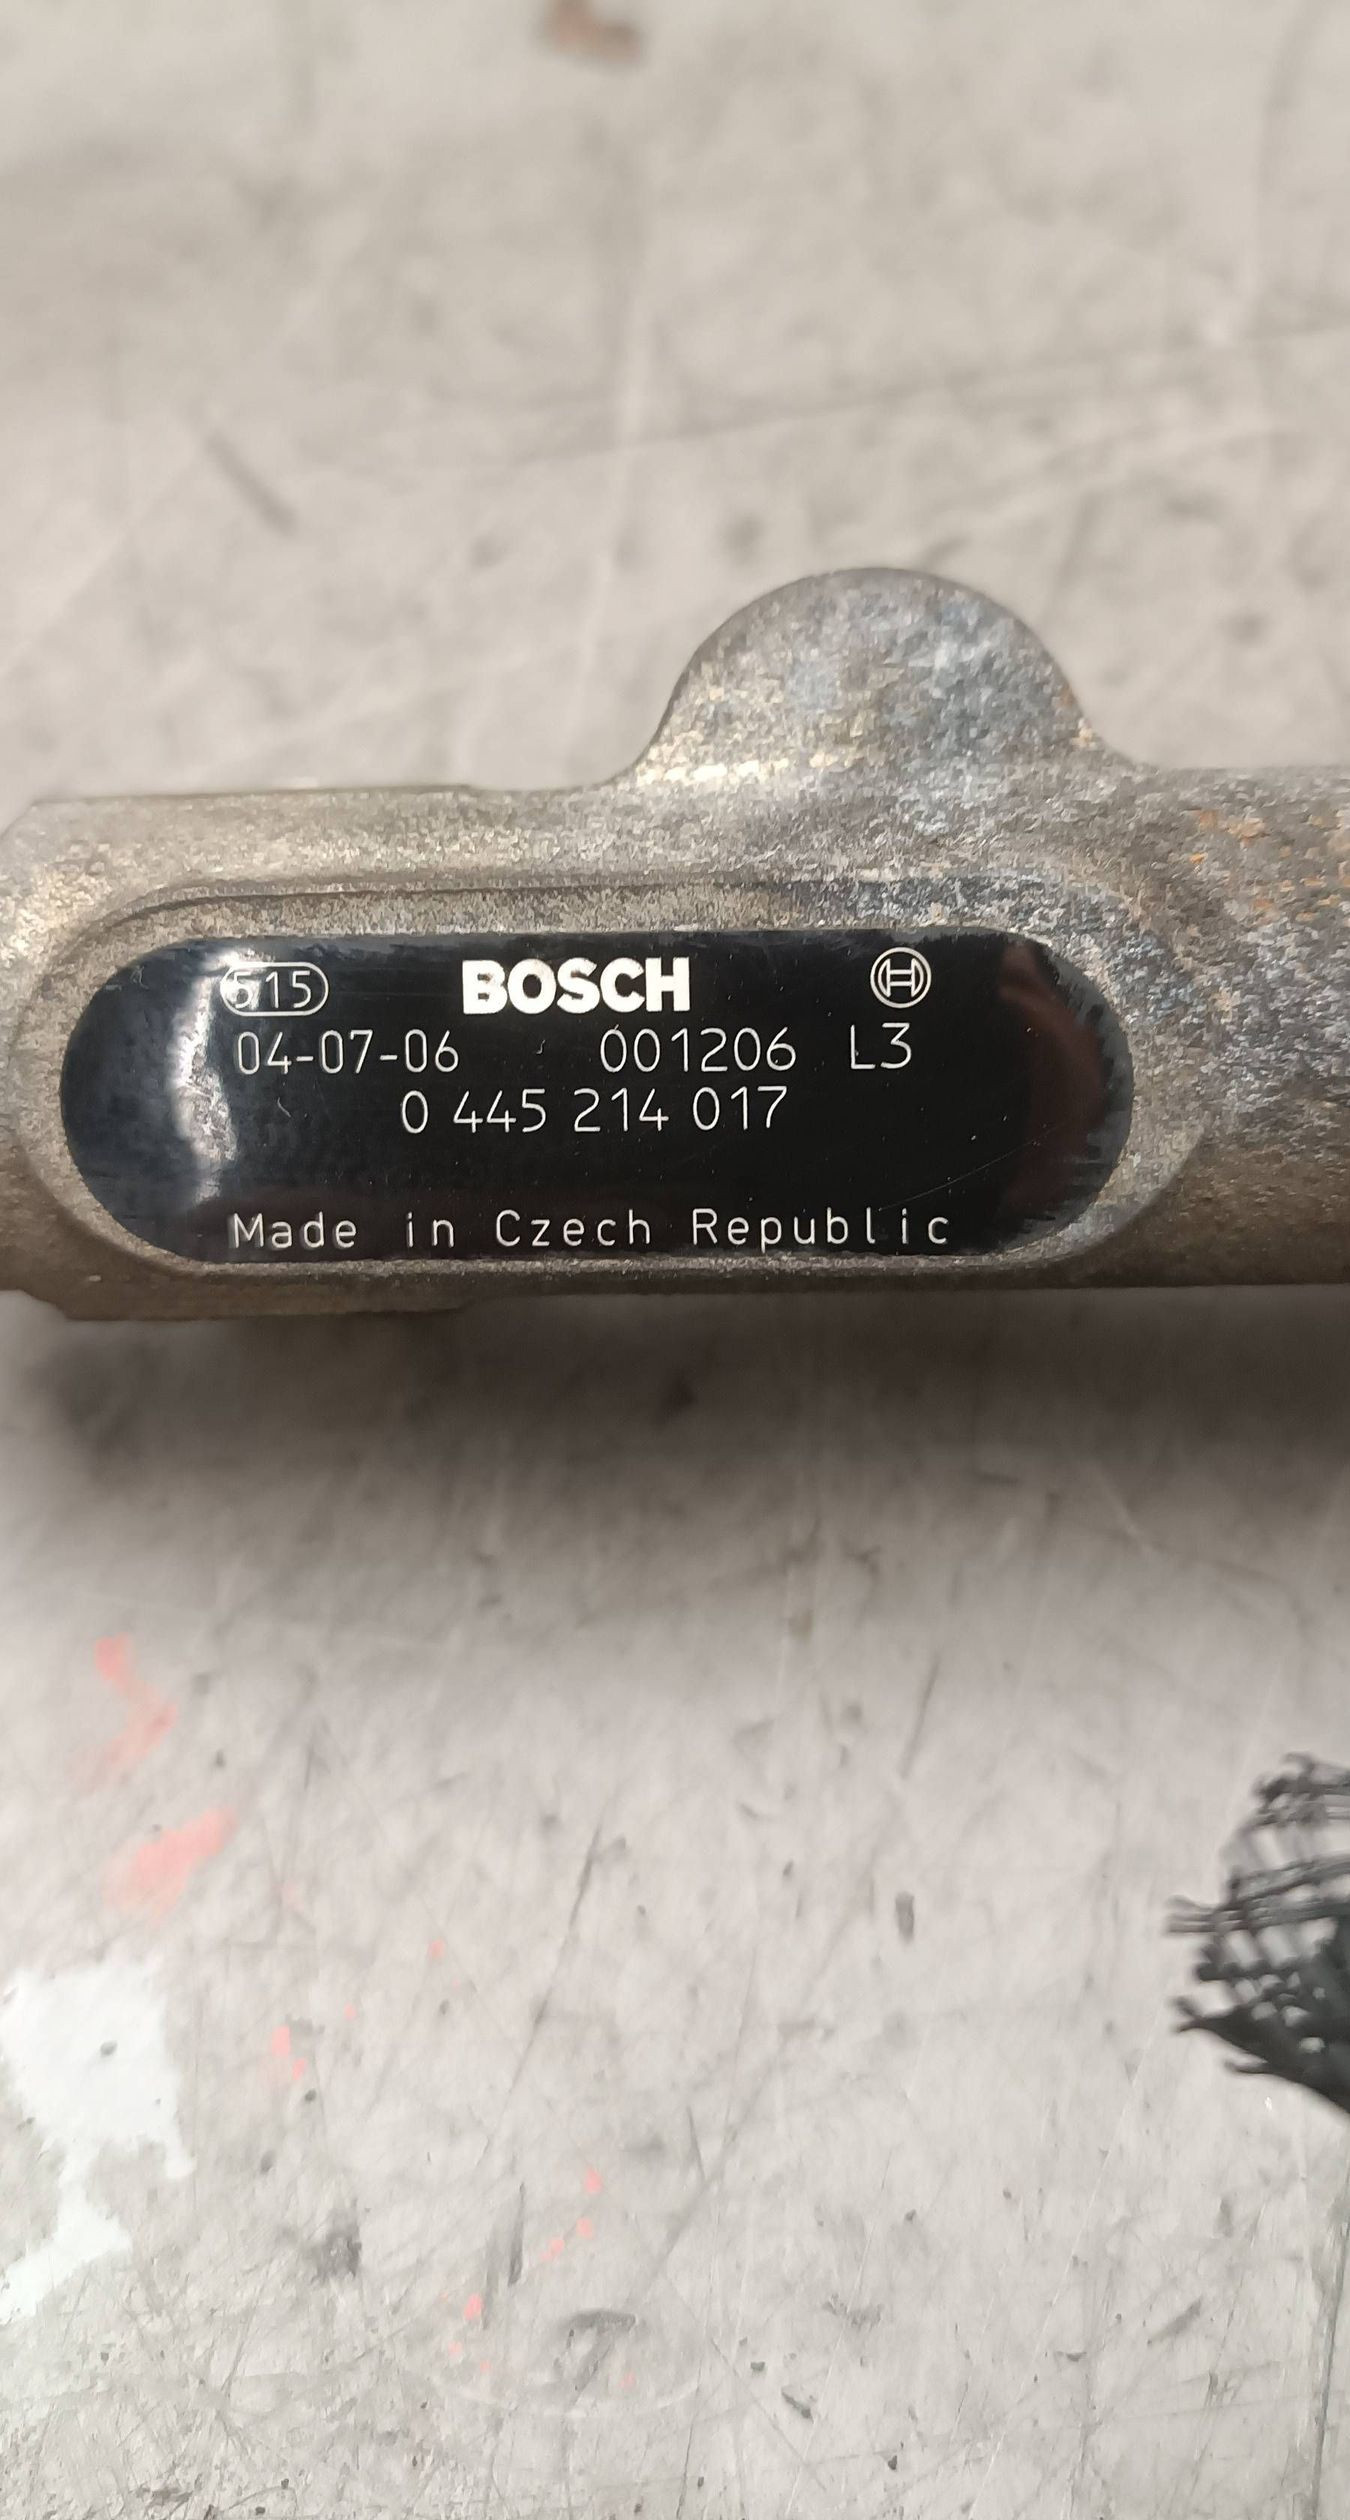 515 BOSCH
04-07-06 001206 L3
0 445 214 017
Made in Czech Republic